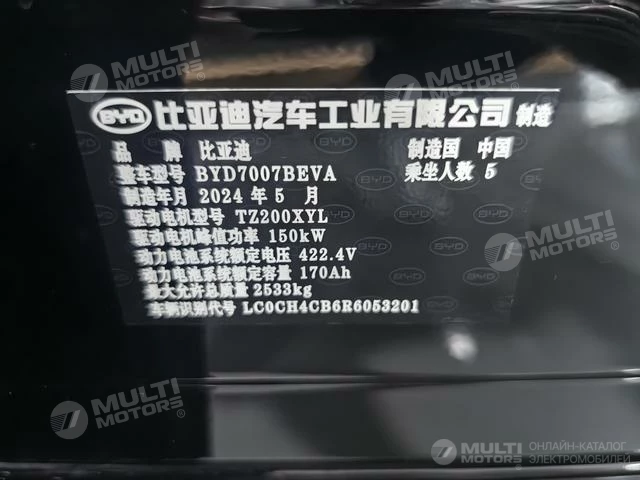 MULTI MOTORS®
MULTI MOTORS®
BYD 比亚迪汽车工业有限公司 制造
品 牌 比亚迪 制造国 中国
整车型号 BYD7007BEVA 乘坐人数 5
制造年月 2024 年 5 月
驱动电机型号 TZ200XYL
驱动电机峰值功率 150kW
动力电池系统额定电压 422.4V
动力电池系统额定容量 170Ah
最大允许总质量 2533kg
车辆识别代号 LC0CH4CB6R6053201
MULTI MOTORS®
MULTI MOTORS®
MULTI MOTORS
ОНЛАЙН-КАТАЛОГ
ЭЛЕКТРОМОБИЛЕЙ